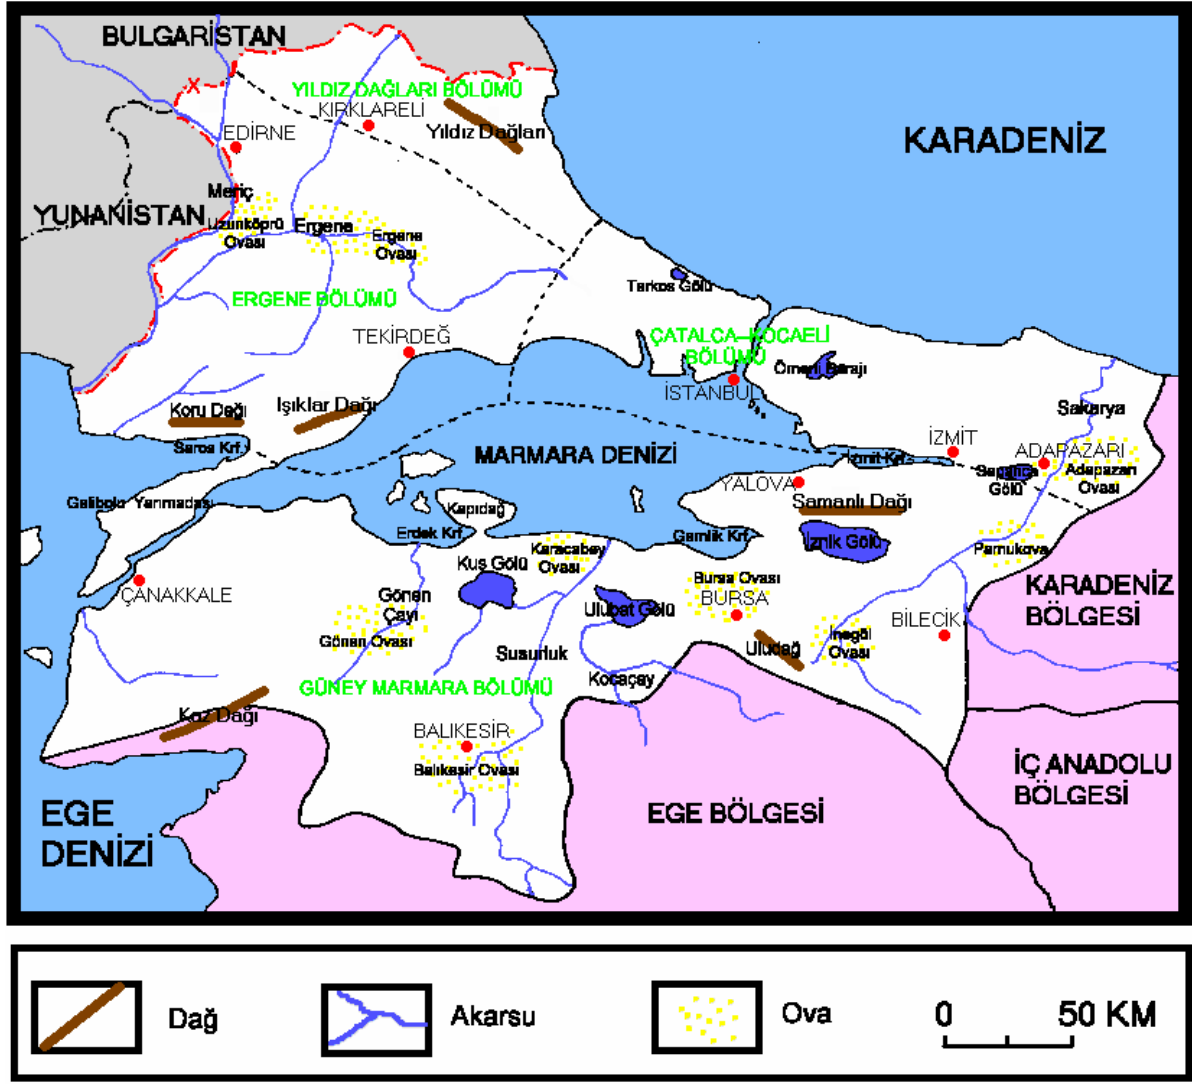 BULGARİSTAN
YILDIZ DAĞLARI BÖLÜMÜ
KIRKLARELİ
Yıldız Dağları
EDİRNE
KARADENİZ
Meriç
YUNANİSTAN
Uzunköprü
Ovası
Ergene
Ergene
Ovası
Terkos Gölü
ERGENE BÖLÜMÜ
TEKİRDEĞ
ÇATALCA-KOCAELİ
BÖLÜMÜ
Ömerli Barajı
İSTANBUL
Koru Dağı
Işıklar Dağı
Sakarya
Saros Krf.
MARMARA DENİZİ
İZMİT
İzmit Krf.
ADAPAZARI
Sapanca
Gölü
Adapazarı
Ovası
YALOVA
Samanlı Dağı
Gelibolu Yarımadası
Kapıdağ
Erdek Krf.
Gemlik Krf.
İznik Gölü
Pamukova
Karacabey
Ovası
Kuş Gölü
Bursa Ovası
BURSA
KARADENİZ
BÖLGESİ
ÇANAKKALE
Gönen
Çayı
Ulubat Gölü
BİLECİK
Gönen Ovası
İnegöl
Ovası
Uludağ
Susurluk
Kocaçay
GÜNEY MARMARA BÖLÜMÜ
Kaz Dağı
BALIKESİR
Balıkesir Ovası
İÇ ANADOLU
BÖLGESİ
EGE
DENİZİ
EGE BÖLGESİ
Dağ
Akarsu
Ova
0 50 KM